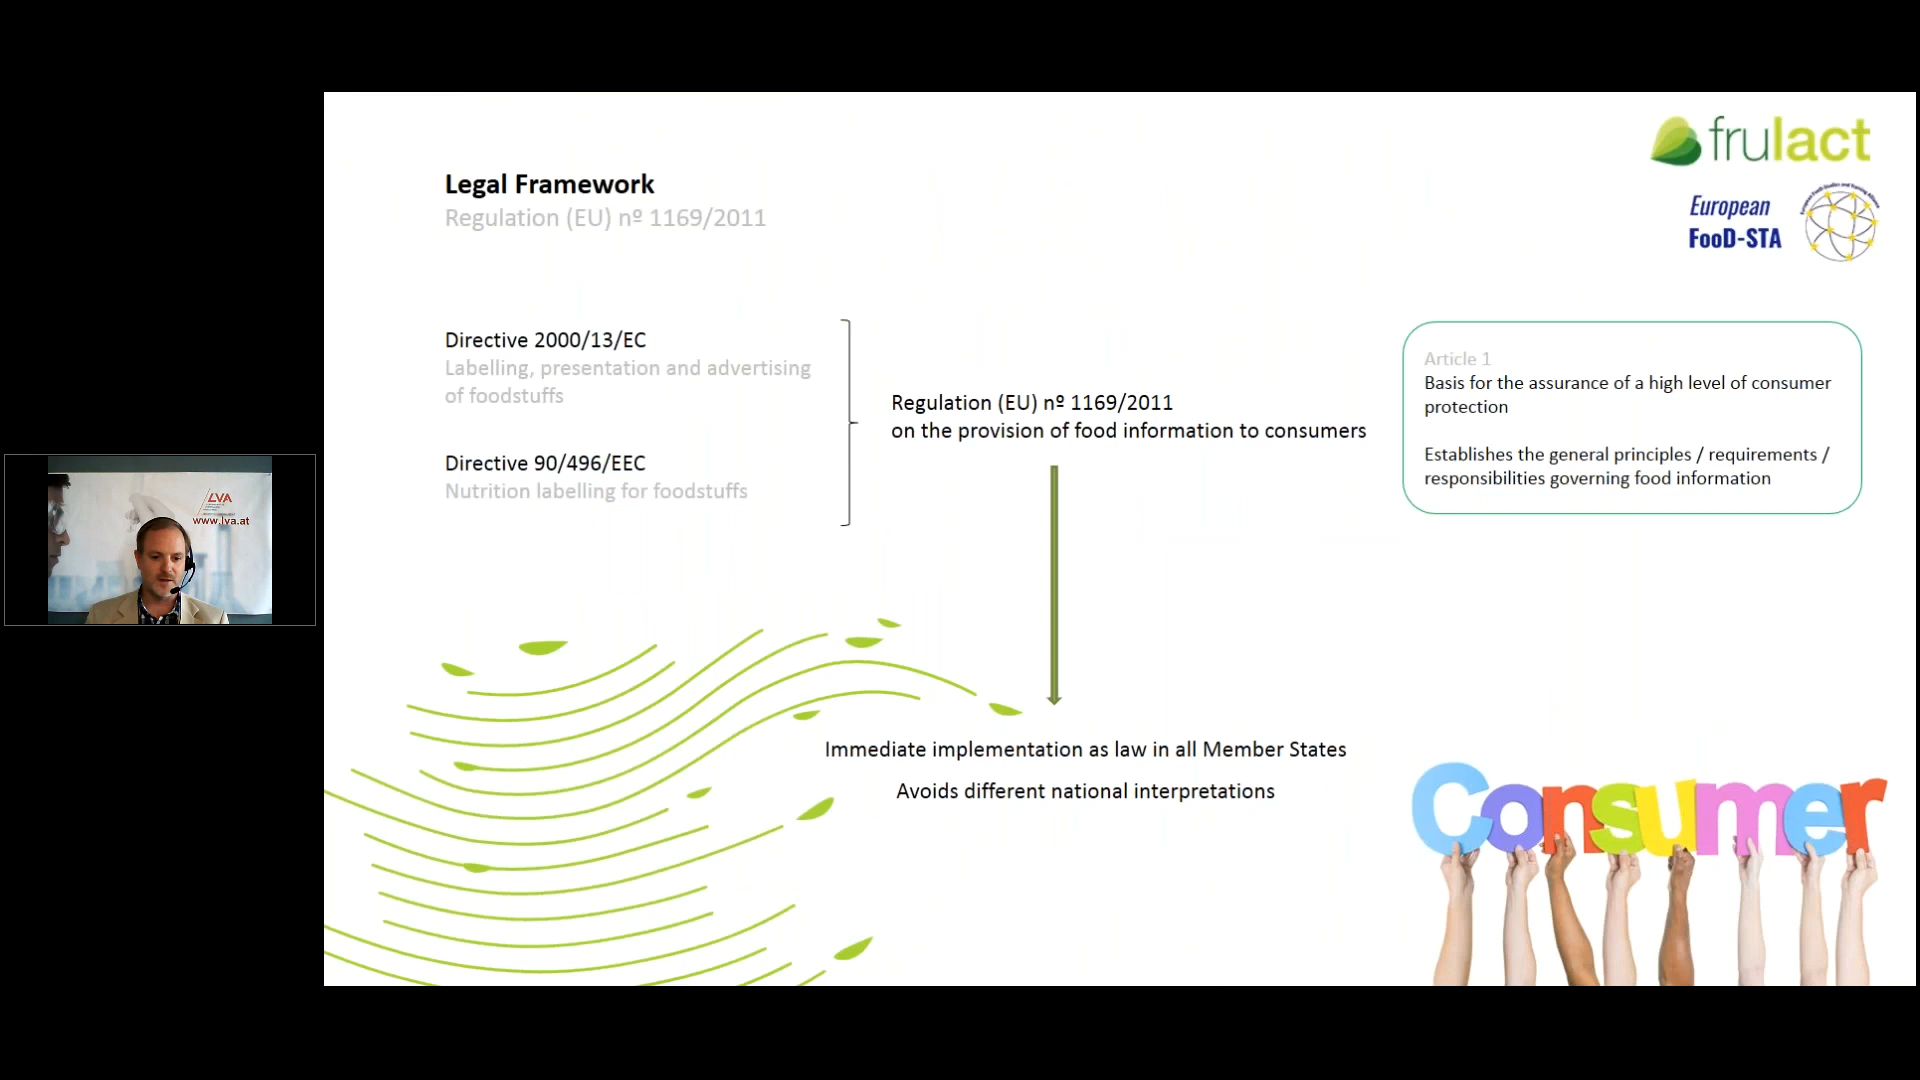 frulact
European
FooD-STA
Legal Framework
Regulation (EU) nº 1169/2011
Directive 2000/13/EC
Labelling, presentation and advertising
of foodstuffs
Directive 90/496/EEC
Nutrition labelling for foodstuffs
Regulation (EU) nº 1169/2011
on the provision of food information to consumers
Article 1
Basis for the assurance of a high level of consumer
protection
Establishes the general principles / requirements /
responsibilities governing food information
LVA
www.lva.at
Immediate implementation as law in all Member States
Avoids different national interpretations
Consumer